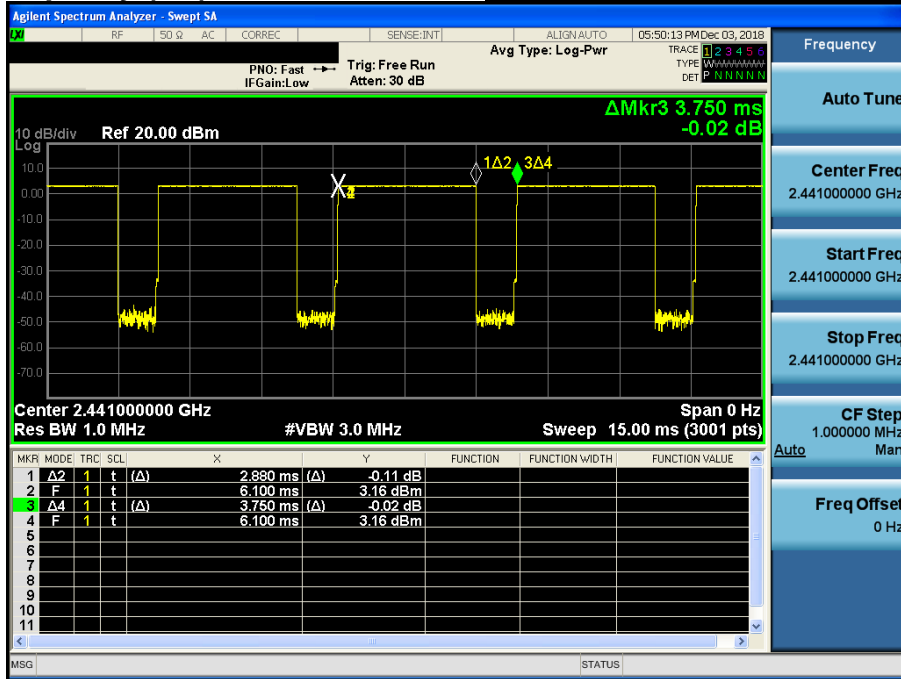 Agilent Spectrum Analyzer - Swept SA
LXI RF 50 Ω AC CORREC SENSE:INT ALIGN AUTO 05:50:13 PM Dec 03, 2018
Avg Type: Log-Pwr TRACE 1 2 3 4 5 6
PNO: Fast Trig: Free Run TYPE WWWWWW
IFGain:Low Atten: 30 dB DET P N N N N N
ΔMkr3 3.750 ms
-0.02 dB
10 dB/div Ref 20.00 dBm
Log
10.0
0.00
-10.0
-20.0
-30.0
-40.0
-50.0
-60.0
-70.0
1Δ2 3Δ4
X
Center 2.441000000 GHz Span 0 Hz
Res BW 1.0 MHz #VBW 3.0 MHz Sweep 15.00 ms (3001 pts)
MKR MODE TRC SCL X Y FUNCTION FUNCTION WIDTH FUNCTION VALUE
1 Δ2 1 t (Δ) 2.880 ms (Δ) -0.11 dB
2 F 1 t 6.100 ms 3.16 dBm
3 Δ4 1 t (Δ) 3.750 ms (Δ) -0.02 dB
4 F 1 t 6.100 ms 3.16 dBm
5
6
7
8
9
10
11
MSG STATUS
Frequency
Auto Tune
Center Freq
2.441000000 GHz
Start Freq
2.441000000 GHz
Stop Freq
2.441000000 GHz
CF Step
1.000000 MHz
Auto Man
Freq Offset
0 Hz